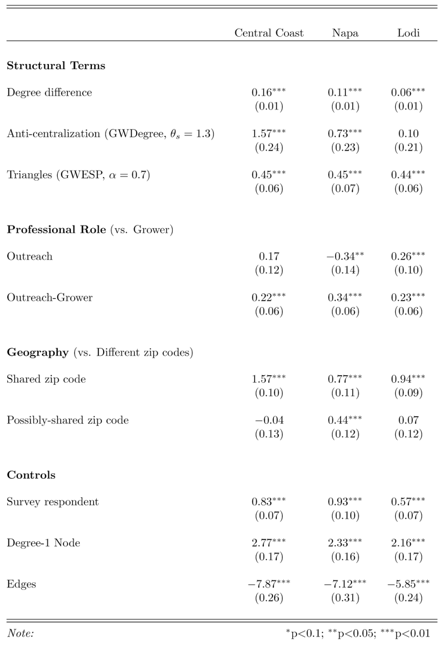 Central Coast Napa Lodi
Structural Terms
Degree difference 0.16*** 0.11*** 0.06***
(0.01) (0.01) (0.01)
Anti-centralization (GWDegree, θs = 1.3) 1.57*** 0.73*** 0.10
(0.24) (0.23) (0.21)
Triangles (GWESP, α = 0.7) 0.45*** 0.45*** 0.44***
(0.06) (0.07) (0.06)
Professional Role (vs. Grower)
Outreach 0.17 −0.34** 0.26***
(0.12) (0.14) (0.10)
Outreach-Grower 0.22*** 0.34*** 0.23***
(0.06) (0.06) (0.06)
Geography (vs. Different zip codes)
Shared zip code 1.57*** 0.77*** 0.94***
(0.10) (0.11) (0.09)
Possibly-shared zip code −0.04 0.44*** 0.07
(0.13) (0.12) (0.12)
Controls
Survey respondent 0.83*** 0.93*** 0.57***
(0.07) (0.10) (0.07)
Degree-1 Node 2.77*** 2.33*** 2.16***
(0.17) (0.16) (0.17)
Edges −7.87*** −7.12*** −5.85***
(0.26) (0.31) (0.24)
Note: *p<0.1; **p<0.05; ***p<0.01